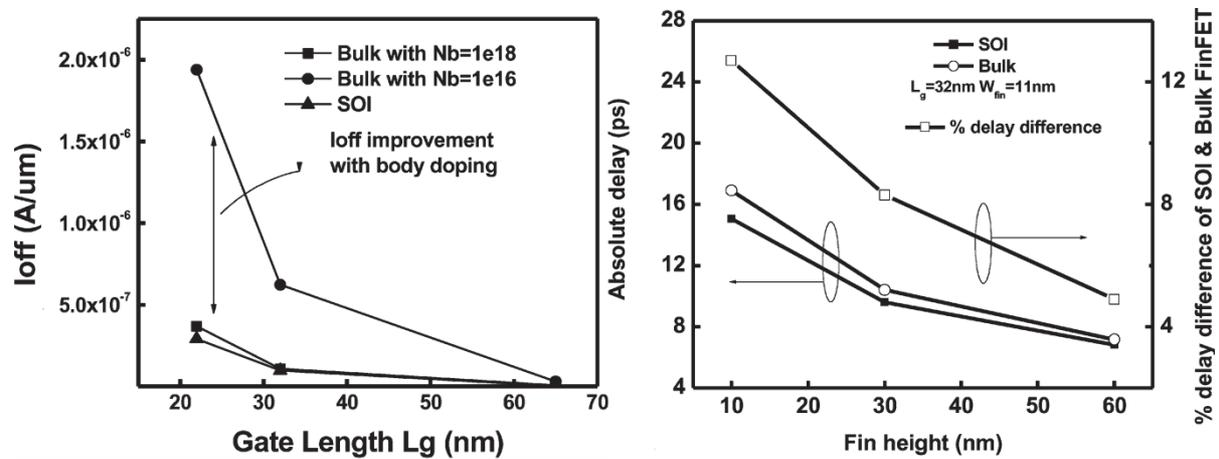 2.0x10⁻⁶
1.5x10⁻⁶
1.0x10⁻⁶
5.0x10⁻⁷
Ioff (A/um)
Bulk with Nb=1e18
Bulk with Nb=1e16
SOI
Ioff improvement
with body doping
20 30 40 50 60 70
Gate Length Lg (nm)
28
24
20
16
12
8
4
Absolute delay (ps)
SOI
Bulk
Lg=32nm Wfin=11nm
% delay difference
12
8
4
% delay difference of SOI & Bulk FinFET
10 20 30 40 50 60
Fin height (nm)